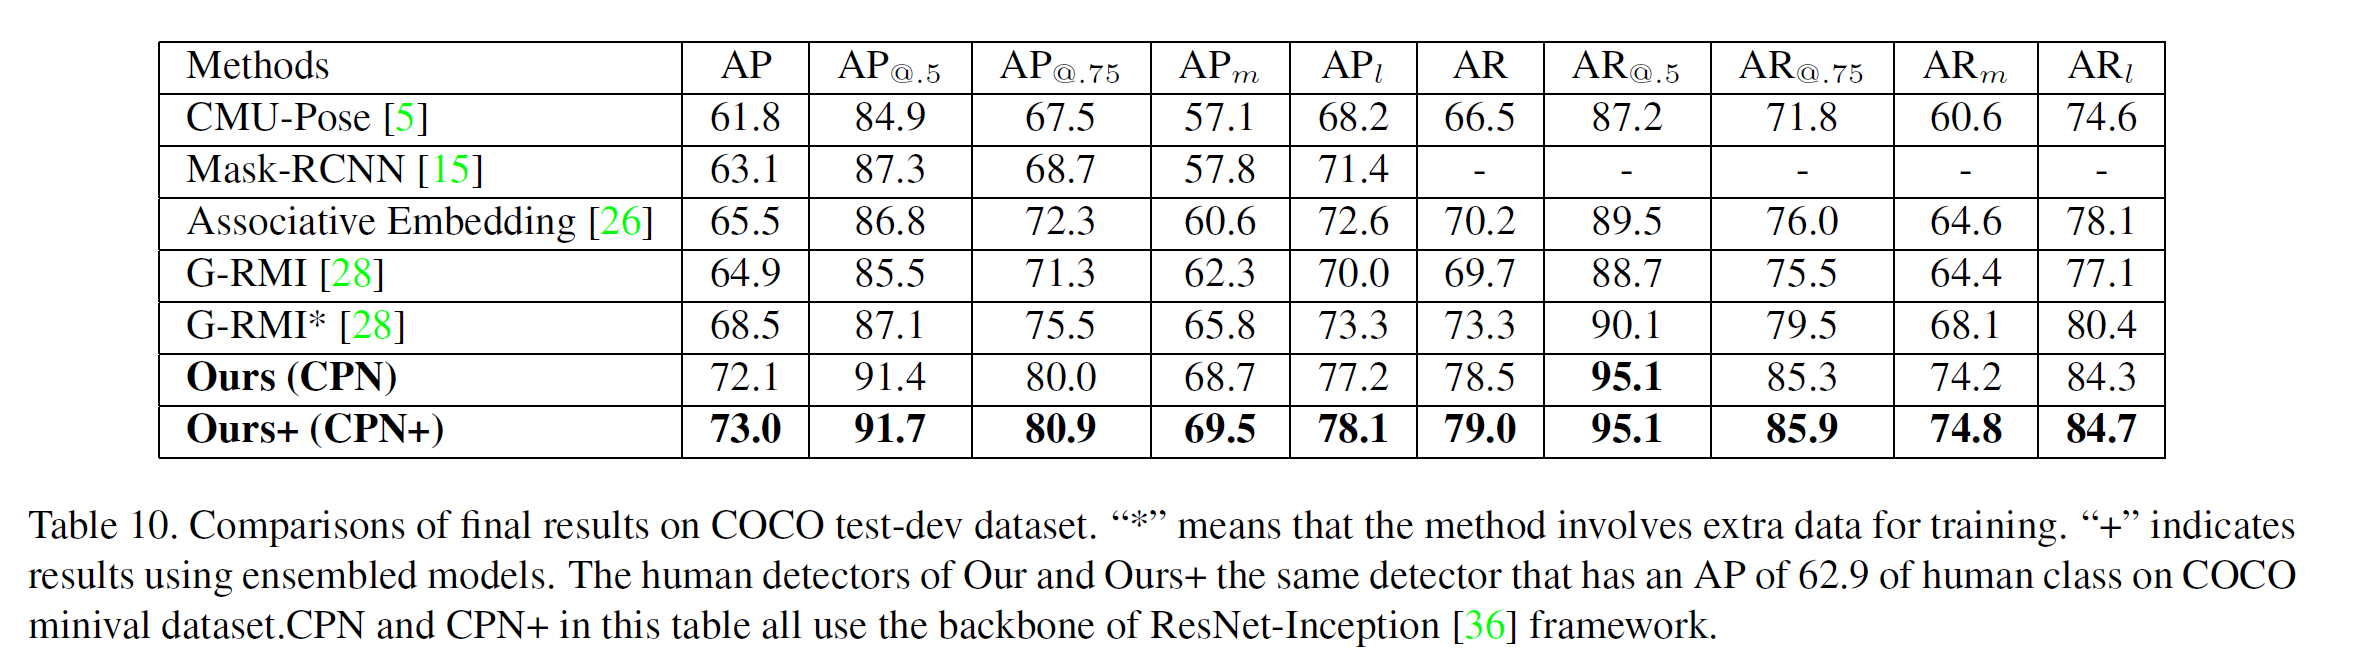 Methods AP AP@.5 AP@.75 APm APl AR AR@.5 AR@.75 ARm ARl
CMU-Pose [5] 61.8 84.9 67.5 57.1 68.2 66.5 87.2 71.8 60.6 74.6
Mask-RCNN [15] 63.1 87.3 68.7 57.8 71.4 - - - - -
Associative Embedding [26] 65.5 86.8 72.3 60.6 72.6 70.2 89.5 76.0 64.6 78.1
G-RMI [28] 64.9 85.5 71.3 62.3 70.0 69.7 88.7 75.5 64.4 77.1
G-RMI* [28] 68.5 87.1 75.5 65.8 73.3 73.3 90.1 79.5 68.1 80.4
Ours (CPN) 72.1 91.4 80.0 68.7 77.2 78.5 95.1 85.3 74.2 84.3
Ours+ (CPN+) 73.0 91.7 80.9 69.5 78.1 79.0 95.1 85.9 74.8 84.7
Table 10. Comparisons of final results on COCO test-dev dataset. “*” means that the method involves extra data for training. “+” indicates
results using ensembled models. The human detectors of Our and Ours+ the same detector that has an AP of 62.9 of human class on COCO
minival dataset.CPN and CPN+ in this table all use the backbone of ResNet-Inception [36] framework.